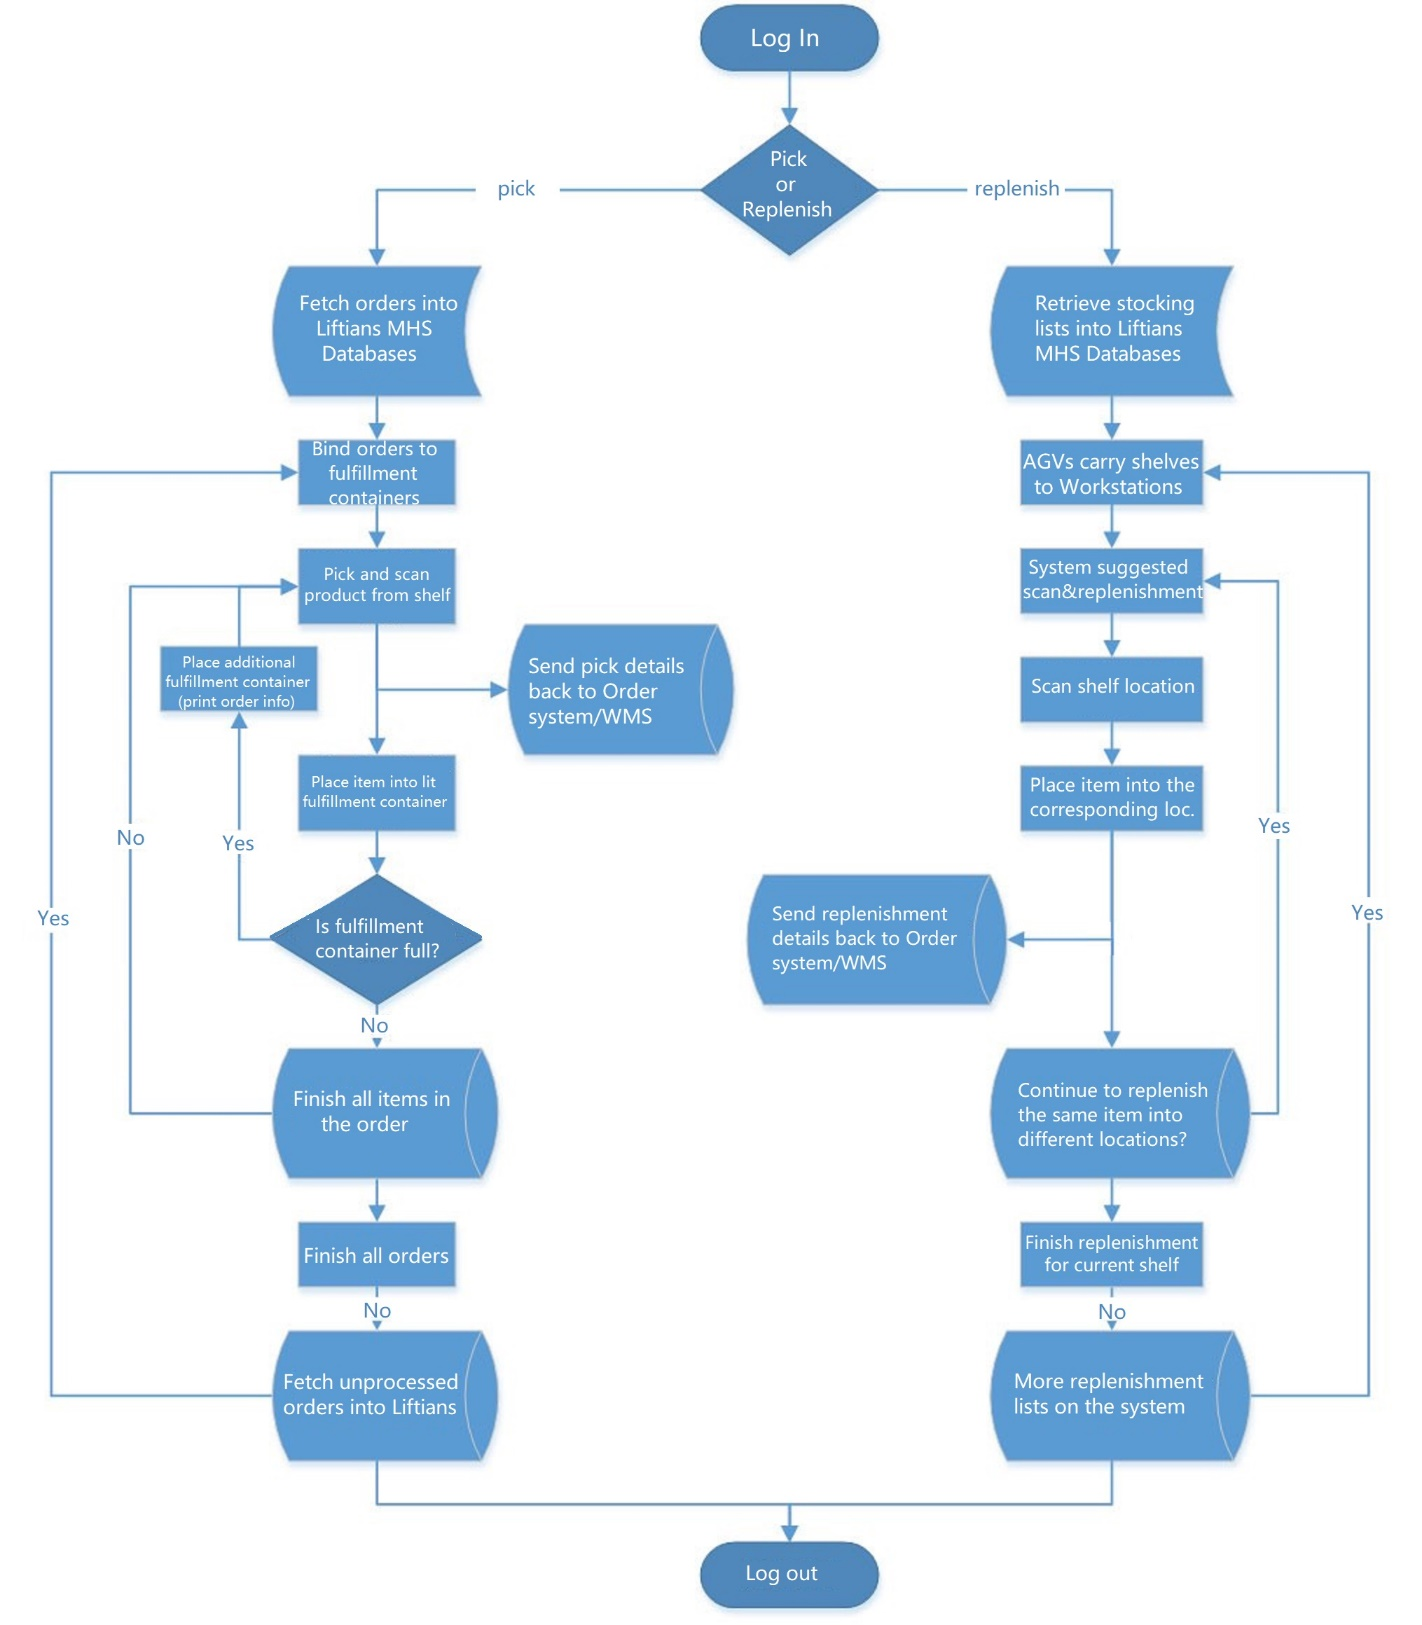 Log In
Pick
or
Replenish
pick
replenish
Fetch orders into
Liftians MHS
Databases
Retrieve stocking
lists into Liftians
MHS Databases
Bind orders to
fulfillment
containers
AGVs carry shelves
to Workstations
Pick and scan
product from shelf
System suggested
scan&replenishment
Place additional
fulfillment container
(print order info)
Send pick details
back to Order
system/WMS
Scan shelf location
Place item into lit
fulfillment container
Place item into the
corresponding loc.
No
Yes
Yes
Yes
Yes
Is fulfillment
container full?
Send replenishment
details back to Order
system/WMS
No
Finish all items in
the order
Continue to replenish
the same item into
different locations?
Finish all orders
Finish replenishment
for current shelf
No
No
Fetch unprocessed
orders into Liftians
More replenishment
lists on the system
Log out